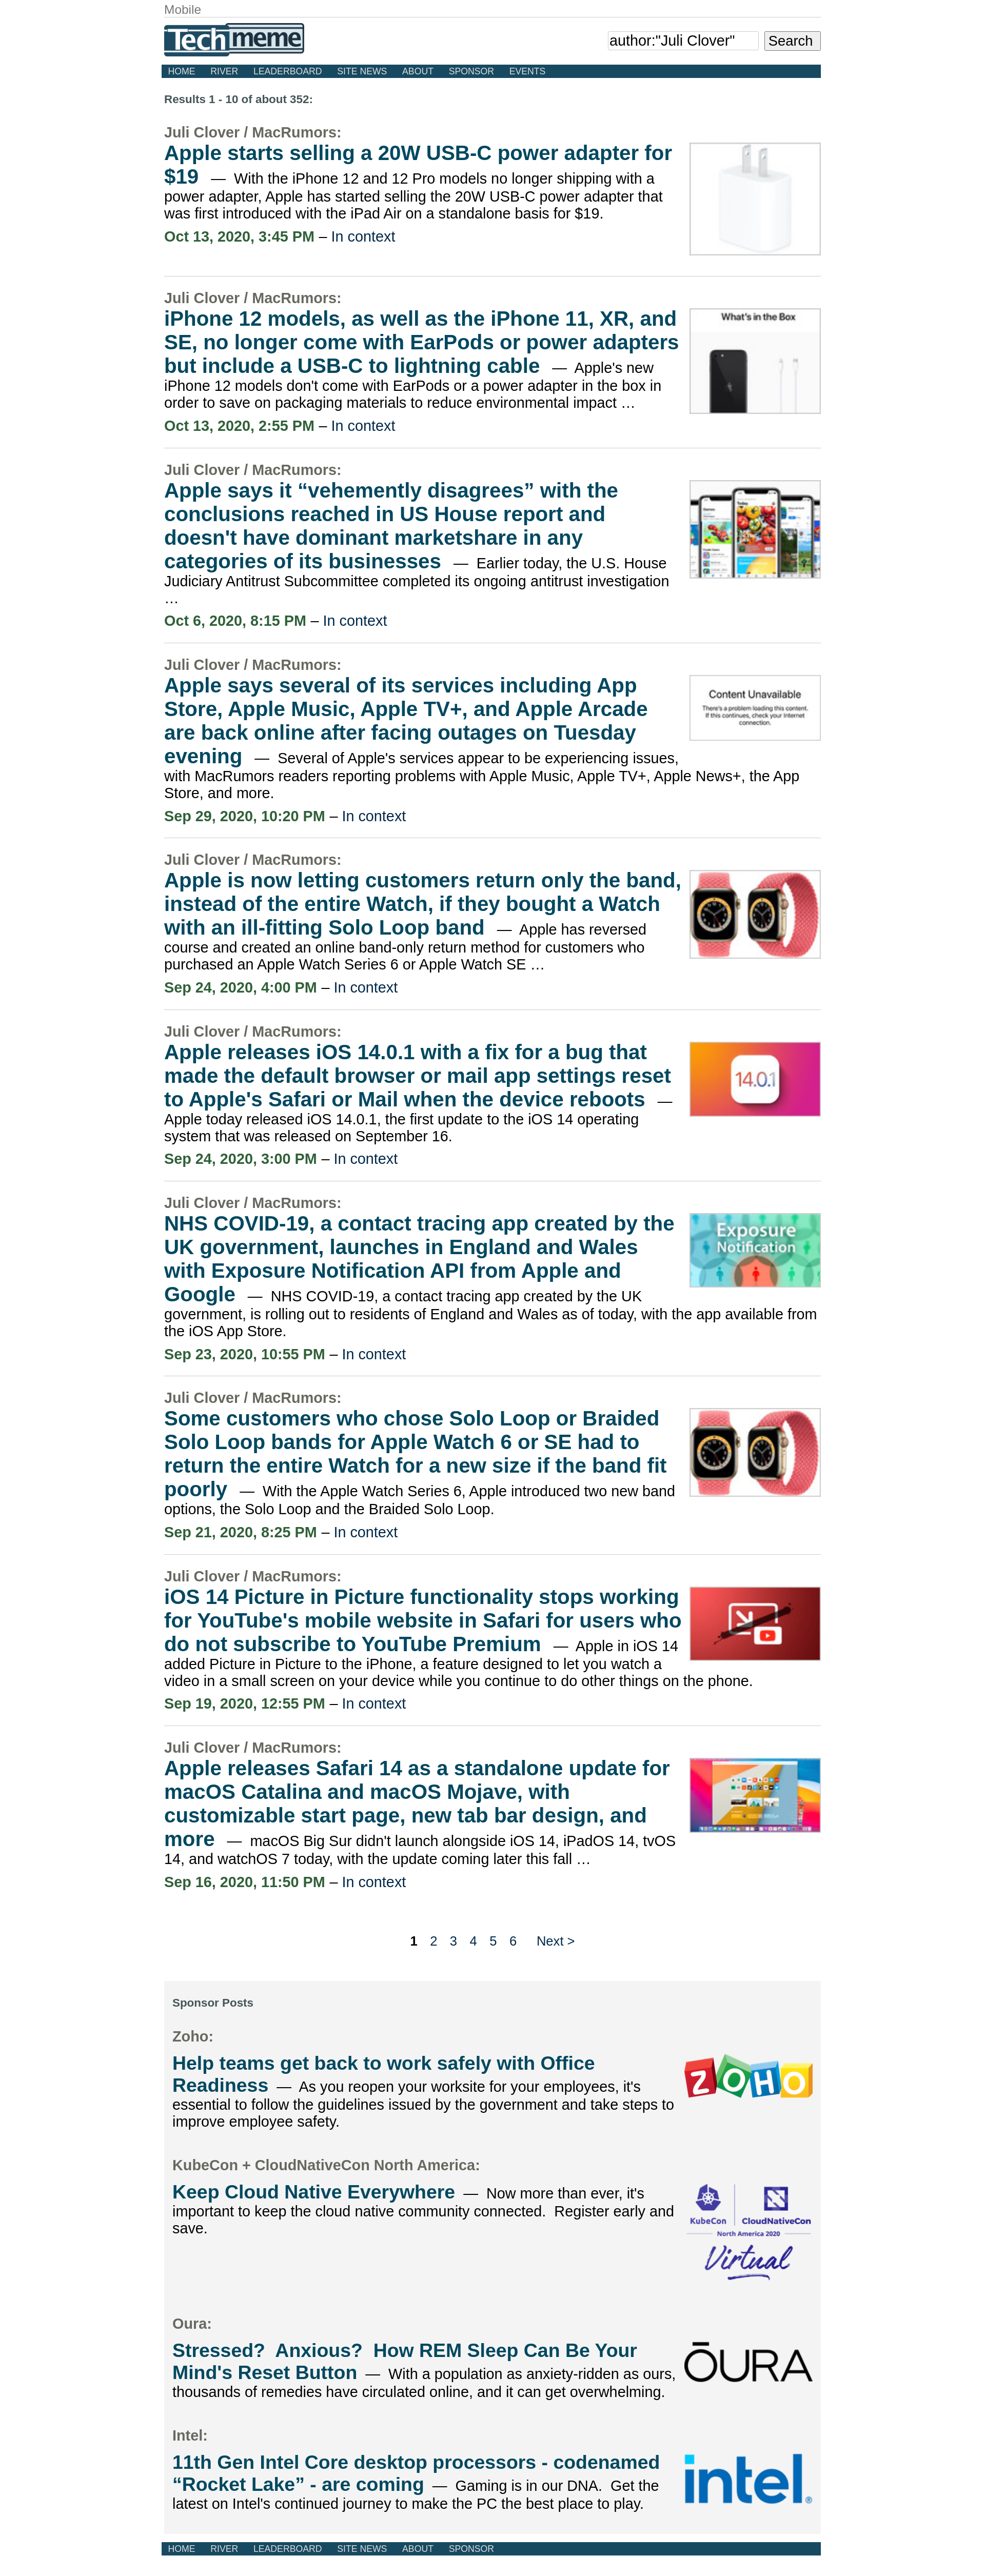 Mobile
Techmeme
author:"Juli Clover" Search
HOME RIVER LEADERBOARD SITE NEWS ABOUT SPONSOR EVENTS
Results 1 - 10 of about 352:
Juli Clover / MacRumors:
Apple starts selling a 20W USB-C power adapter for
$19 — With the iPhone 12 and 12 Pro models no longer shipping with a
power adapter, Apple has started selling the 20W USB-C power adapter that
was first introduced with the iPad Air on a standalone basis for $19.
Oct 13, 2020, 3:45 PM – In context
Juli Clover / MacRumors:
iPhone 12 models, as well as the iPhone 11, XR, and
SE, no longer come with EarPods or power adapters
but include a USB-C to lightning cable — Apple's new
iPhone 12 models don't come with EarPods or a power adapter in the box in
order to save on packaging materials to reduce environmental impact …
Oct 13, 2020, 2:55 PM – In context
What's in the Box
Juli Clover / MacRumors:
Apple says it “vehemently disagrees” with the
conclusions reached in US House report and
doesn't have dominant marketshare in any
categories of its businesses — Earlier today, the U.S. House
Judiciary Antitrust Subcommittee completed its ongoing antitrust investigation
…
Oct 6, 2020, 8:15 PM – In context
Juli Clover / MacRumors:
Apple says several of its services including App
Store, Apple Music, Apple TV+, and Apple Arcade
are back online after facing outages on Tuesday
evening — Several of Apple's services appear to be experiencing issues,
with MacRumors readers reporting problems with Apple Music, Apple TV+, Apple News+, the App
Store, and more.
Sep 29, 2020, 10:20 PM – In context
Content Unavailable
There's a problem loading this content.
If this continues, check your Internet
connection.
Juli Clover / MacRumors:
Apple is now letting customers return only the band,
instead of the entire Watch, if they bought a Watch
with an ill-fitting Solo Loop band — Apple has reversed
course and created an online band-only return method for customers who
purchased an Apple Watch Series 6 or Apple Watch SE …
Sep 24, 2020, 4:00 PM – In context
Juli Clover / MacRumors:
Apple releases iOS 14.0.1 with a fix for a bug that
made the default browser or mail app settings reset
to Apple's Safari or Mail when the device reboots —
Apple today released iOS 14.0.1, the first update to the iOS 14 operating
system that was released on September 16.
Sep 24, 2020, 3:00 PM – In context
14.0.1
Juli Clover / MacRumors:
NHS COVID-19, a contact tracing app created by the
UK government, launches in England and Wales
with Exposure Notification API from Apple and
Google — NHS COVID-19, a contact tracing app created by the UK
government, is rolling out to residents of England and Wales as of today, with the app available from
the iOS App Store.
Sep 23, 2020, 10:55 PM – In context
Exposure
Notification
Juli Clover / MacRumors:
Some customers who chose Solo Loop or Braided
Solo Loop bands for Apple Watch 6 or SE had to
return the entire Watch for a new size if the band fit
poorly — With the Apple Watch Series 6, Apple introduced two new band
options, the Solo Loop and the Braided Solo Loop.
Sep 21, 2020, 8:25 PM – In context
Juli Clover / MacRumors:
iOS 14 Picture in Picture functionality stops working
for YouTube's mobile website in Safari for users who
do not subscribe to YouTube Premium — Apple in iOS 14
added Picture in Picture to the iPhone, a feature designed to let you watch a
video in a small screen on your device while you continue to do other things on the phone.
Sep 19, 2020, 12:55 PM – In context
Juli Clover / MacRumors:
Apple releases Safari 14 as a standalone update for
macOS Catalina and macOS Mojave, with
customizable start page, new tab bar design, and
more — macOS Big Sur didn't launch alongside iOS 14, iPadOS 14, tvOS
14, and watchOS 7 today, with the update coming later this fall …
Sep 16, 2020, 11:50 PM – In context
1 2 3 4 5 6 Next >
Sponsor Posts
Zoho:
Help teams get back to work safely with Office
Readiness — As you reopen your worksite for your employees, it's
essential to follow the guidelines issued by the government and take steps to
improve employee safety.
ZOHO
KubeCon + CloudNativeCon North America:
Keep Cloud Native Everywhere — Now more than ever, it's
important to keep the cloud native community connected. Register early and
save.
KubeCon CloudNativeCon
North America 2020
Virtual
Oura:
Stressed? Anxious? How REM Sleep Can Be Your
Mind's Reset Button — With a population as anxiety-ridden as ours,
thousands of remedies have circulated online, and it can get overwhelming.
ŌURA
Intel:
11th Gen Intel Core desktop processors - codenamed
“Rocket Lake” - are coming — Gaming is in our DNA. Get the
latest on Intel's continued journey to make the PC the best place to play.
intel®
HOME RIVER LEADERBOARD SITE NEWS ABOUT SPONSOR